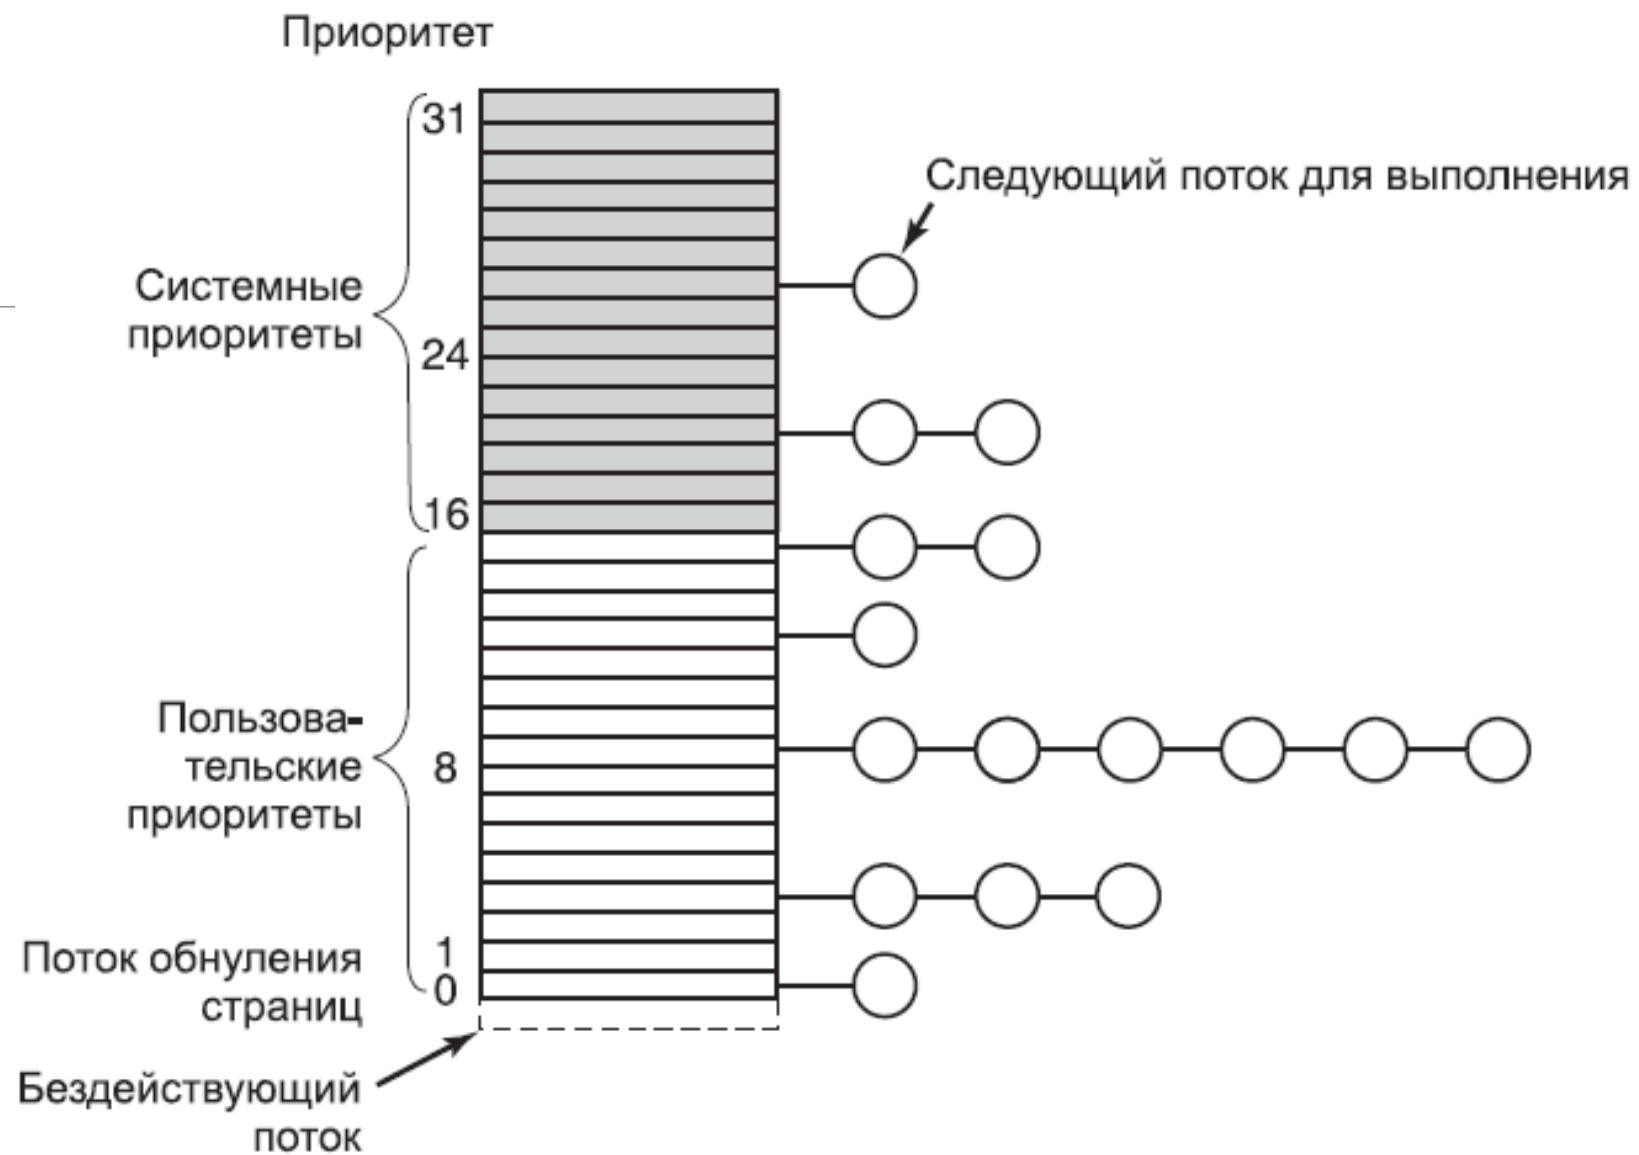 Приоритет
31
Следующий поток для выполнения
Системные
приоритеты
24
16
Пользова-
тельские
приоритеты
8
1
Поток обнуления
страниц
0
Бездействующий
поток